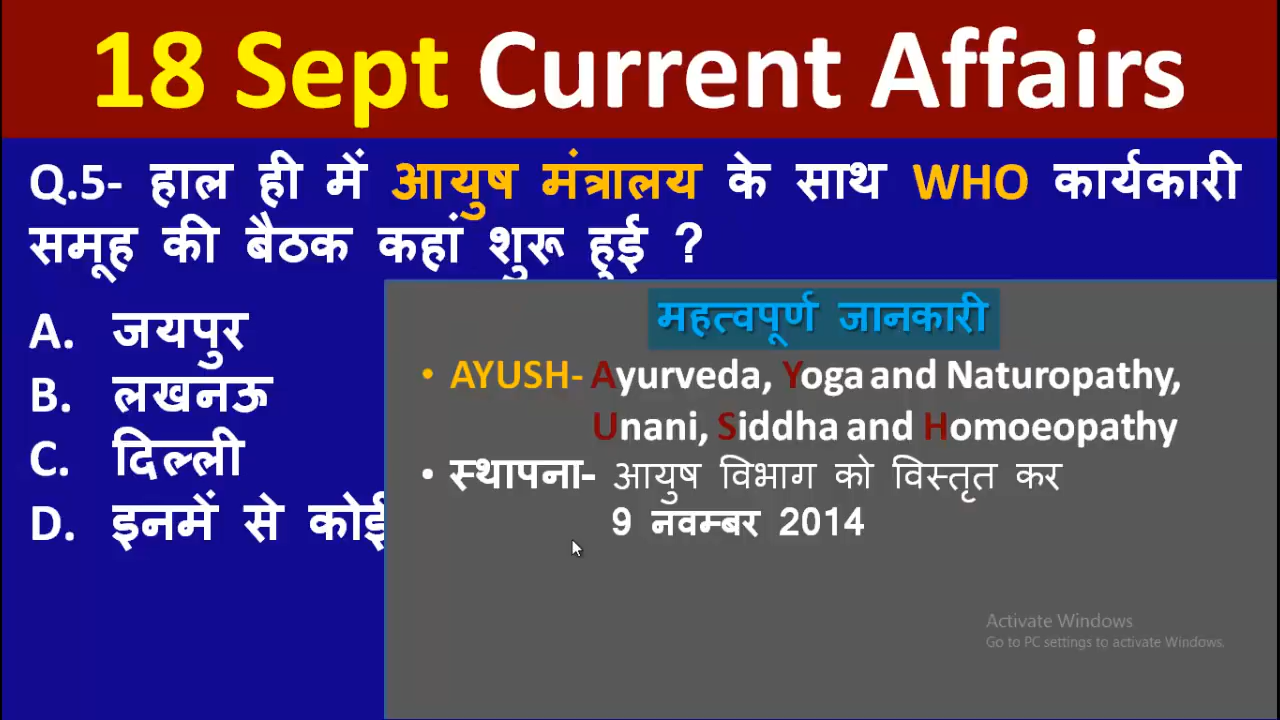 18 Sept Current Affairs
Q.5- हाल ही में आयुष मंत्रालय के साथ WHO कार्यकारी
समूह की बैठक कहां शुरू हुई ?
A. जयपुर
B. लखनऊ
C. दिल्ली
D. इनमें से कोई
महत्वपूर्ण जानकारी
• AYUSH- Ayurveda, Yoga and Naturopathy,
Unani, Siddha and Homoeopathy
• स्थापना- आयुष विभाग को विस्तृत कर
9 नवम्बर 2014
Activate Windows
Go to PC settings to activate Windows.